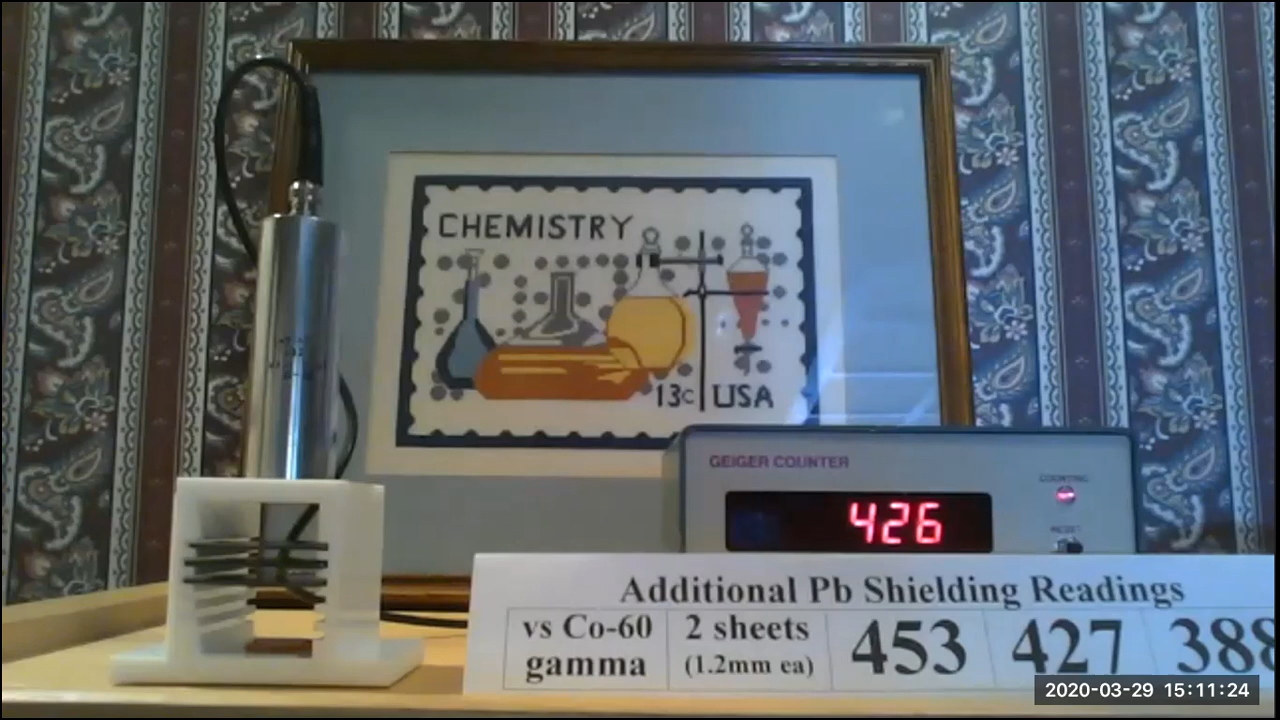 CHEMISTRY
13c USA
GEIGER COUNTER
COUNTING
426
RESET
Additional Pb Shielding Readings
vs Co-60 gamma
2 sheets (1.2mm ea)
453
427
388
2020-03-29 15:11:24